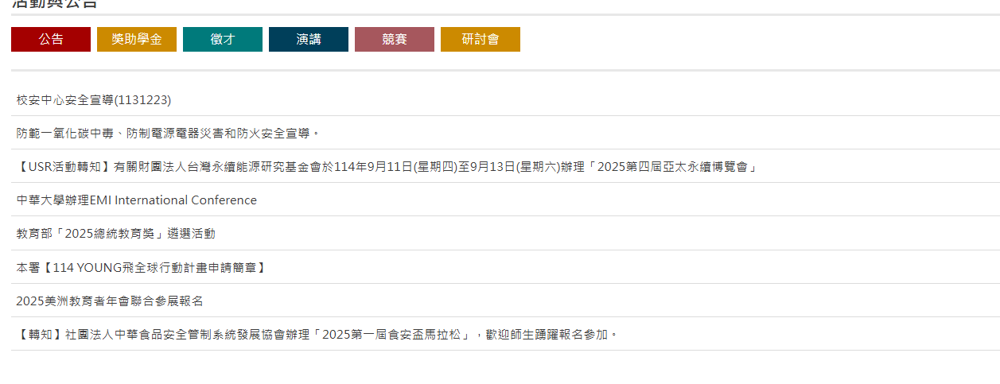 活動與公告
公告
獎助學金
徵才
演講
競賽
研討會
校安中心安全宣導(1131223)
防範一氧化碳中毒、防制電源電器災害和防火安全宣導。
【USR活動轉知】有關財團法人台灣永續能源研究基金會於114年9月11日(星期四)至9月13日(星期六)辦理「2025第四屆亞太永續博覽會」
中華大學辦理EMI International Conference
教育部「2025總統教育獎」遴選活動
本署【114 YOUNG飛全球行動計畫申請簡章】
2025美洲教育者年會聯合參展報名
【轉知】社團法人中華食品安全管制系統發展協會辦理「2025第一屆食安盃馬拉松」，歡迎師生踴躍報名參加。